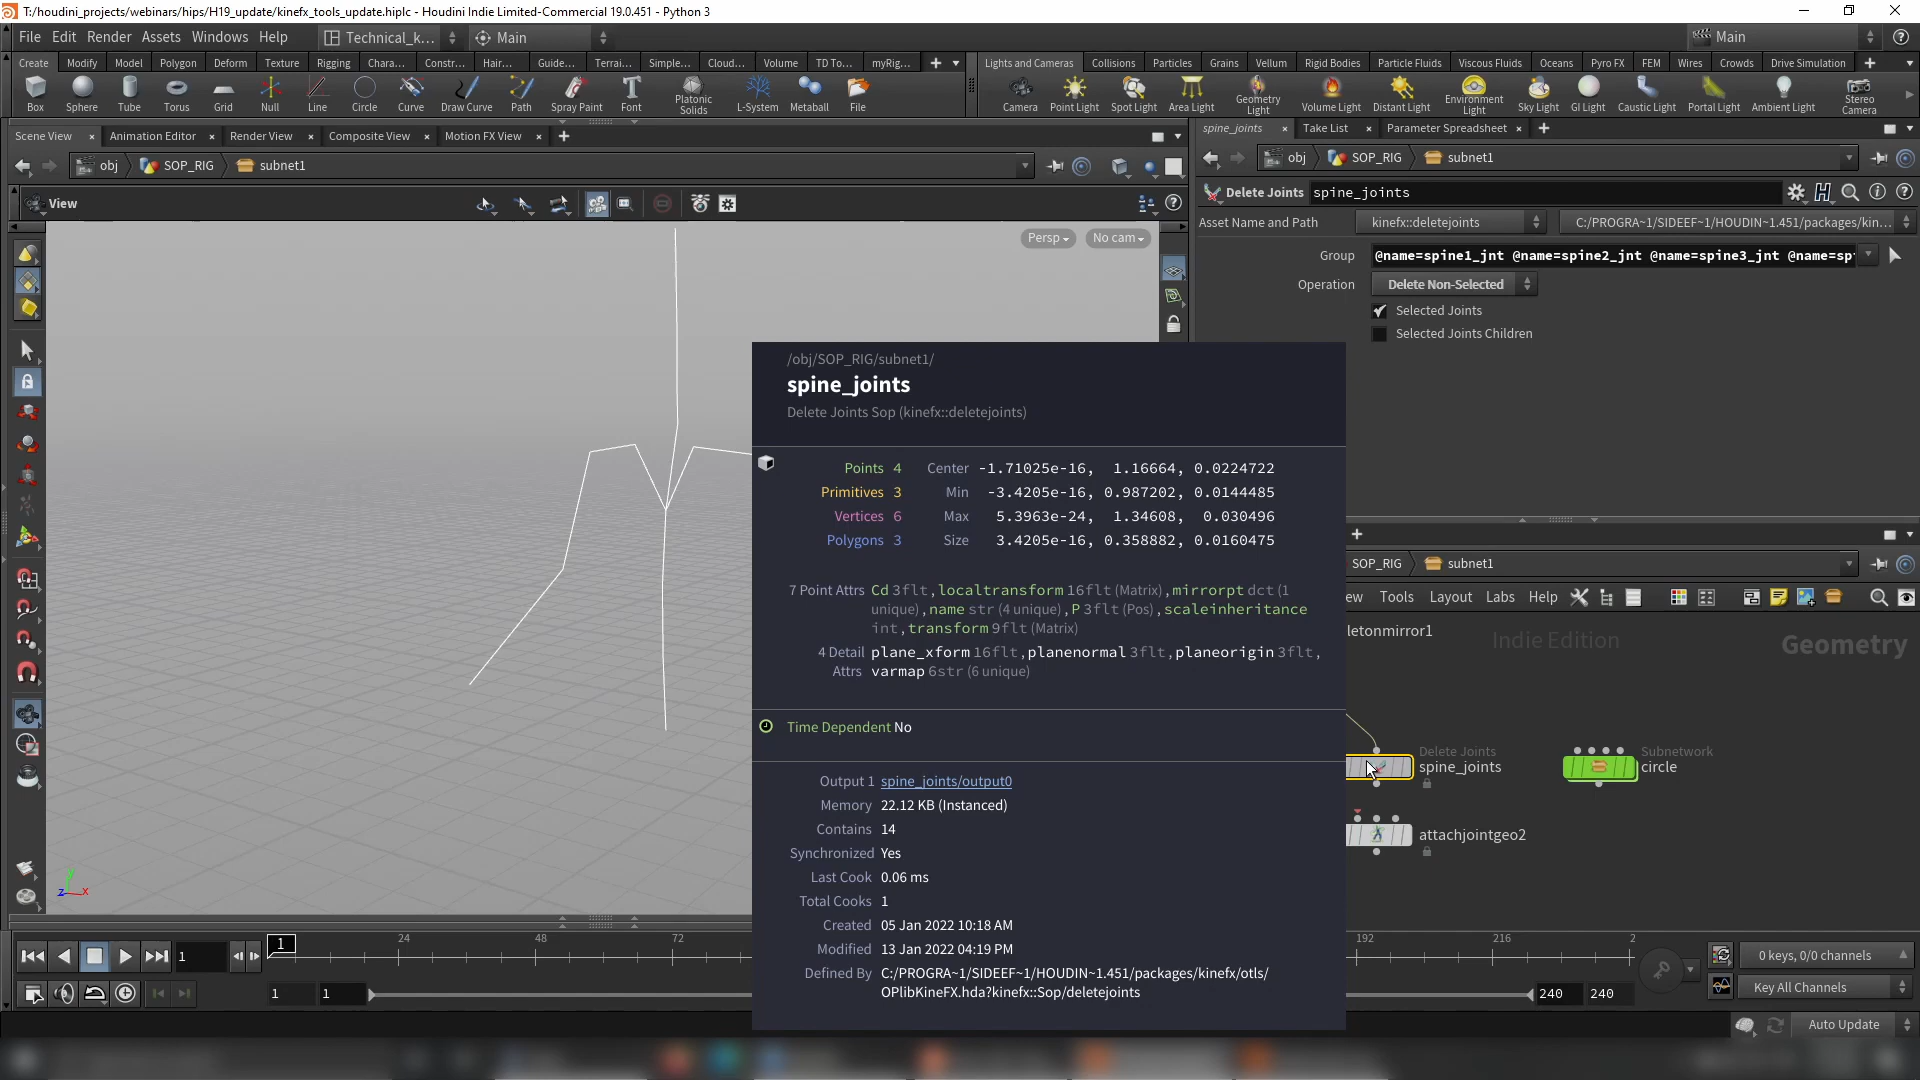 T:/houdini_projects/webinars/hips/H19_update/kinefx_tools_update.hiplc - Houdini Indie Limited-Commercial 19.0.451 - Python 3
File Edit Render Assets Windows Help Technical_k... Main Main
Create Modify Model Polygon Deform Texture Rigging Chara... Constr... Hair... Guide... Terrai... Simple... Cloud... Volume TD To... myRig... Lights and Cameras Collisions Particles Grains Vellum Rigid Bodies Particle Fluids Viscous Fluids Oceans Pyro FX FEM Wires Crowds Drive Simulation
Box Sphere Tube Torus Grid Null Line Circle Curve Draw Curve Path Spray Paint Font Platonic Solids L-System Metaball File Camera Point Light Spot Light Area Light Geometry Light Volume Light Distant Light Environment Light Sky Light GI Light Caustic Light Portal Light Ambient Light Stereo Camera
Scene View Animation Editor Render View Composite View Motion FX View
spine_joints Take List Parameter Spreadsheet
obj SOP_RIG subnet1
obj SOP_RIG subnet1
View
Delete Joints spine_joints
Asset Name and Path kinefx::deletejoints C:/PROGRA~1/SIDEEF~1/HOUDIN~1.451/packages/kin...
Persp No cam
Group @name=spine1_jnt @name=spine2_jnt @name=spine3_jnt @name=sp
Operation Delete Non-Selected
Selected Joints
Selected Joints Children
/obj/SOP_RIG/subnet1/
spine_joints
Delete Joints Sop (kinefx::deletejoints)
Points 4 Center -1.71025e-16, 1.16664, 0.0224722
Primitives 3 Min -3.4205e-16, 0.987202, 0.0144485
Vertices 6 Max 5.3963e-24, 1.34608, 0.030496
Polygons 3 Size 3.4205e-16, 0.358882, 0.0160475
7 Point Attrs Cd 3flt, localtransform 16flt (Matrix), mirrorpt dct (1
unique), name str (4 unique), P 3flt (Pos), scaleinheritance
int, transform 9flt (Matrix)
4 Detail Attrs plane_xform 16flt, planenormal 3flt, planeorigin 3flt,
varmap 6str (6 unique)
Time Dependent No
Output 1 spine_joints/output0
Memory 22.12 KB (Instanced)
Contains 14
Synchronized Yes
Last Cook 0.06 ms
Total Cooks 1
Created 05 Jan 2022 10:18 AM
Modified 13 Jan 2022 04:19 PM
Defined By C:/PROGRA~1/SIDEEF~1/HOUDIN~1.451/packages/kinefx/otls/
OPlibKineFX.hda?kinefx::Sop/deletejoints
SOP_RIG subnet1
ew Tools Layout Labs Help
letonmirror1 Indie Edition Geometry
Delete Joints Subnetwork
spine_joints circle
attachjointgeo2
z x
1 1 24 48 72 192 216 2
0 keys, 0/0 channels
1 1 240 240 Key All Channels
Auto Update